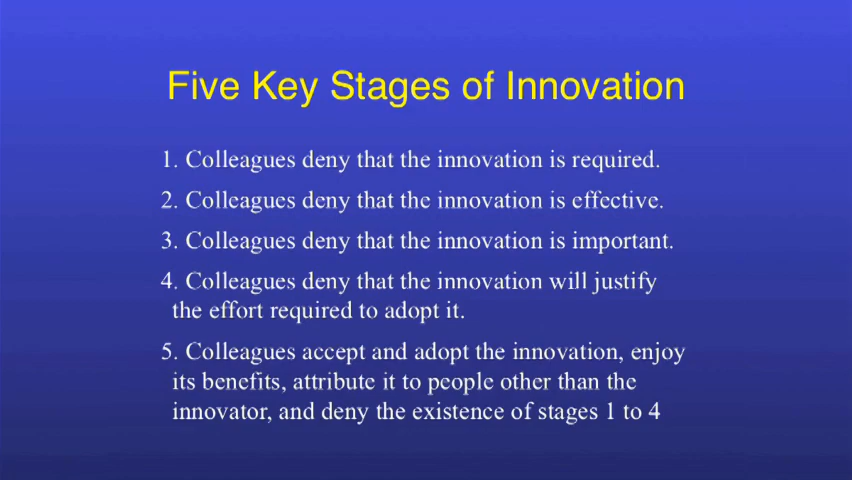 Five Key Stages of Innovation
1. Colleagues deny that the innovation is required.
2. Colleagues deny that the innovation is effective.
3. Colleagues deny that the innovation is important.
4. Colleagues deny that the innovation will justify
the effort required to adopt it.
5. Colleagues accept and adopt the innovation, enjoy
its benefits, attribute it to people other than the
innovator, and deny the existence of stages 1 to 4